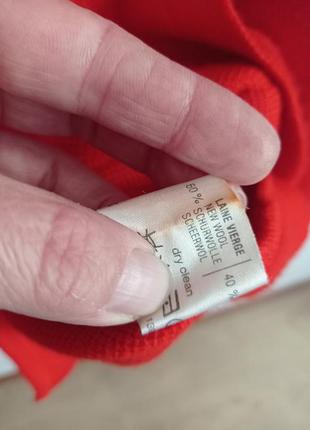 LAINE VIERGE
NEW WOOL
60% SCHURWOLLE
SCHEERWOL
40 %
dry clean